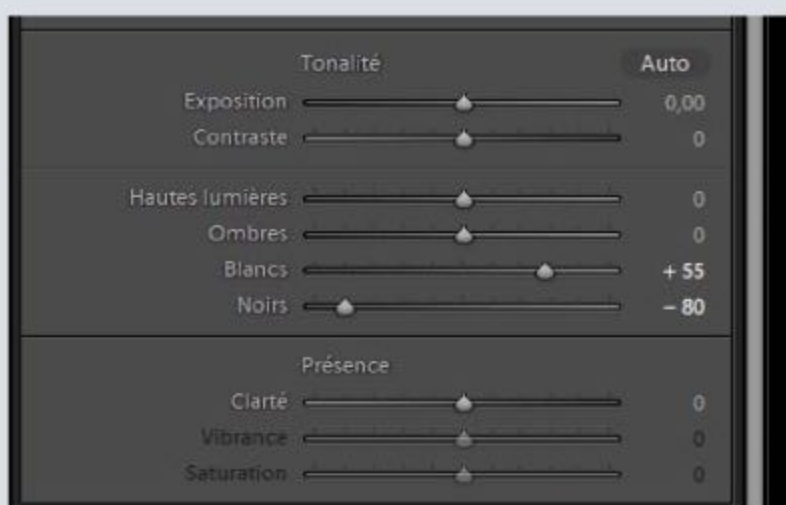 Tonalité Auto
Exposition 0,00
Contraste 0
Hautes lumières 0
Ombres 0
Blancs + 55
Noirs – 80
Présence
Clarté 0
Vibrance 0
Saturation 0